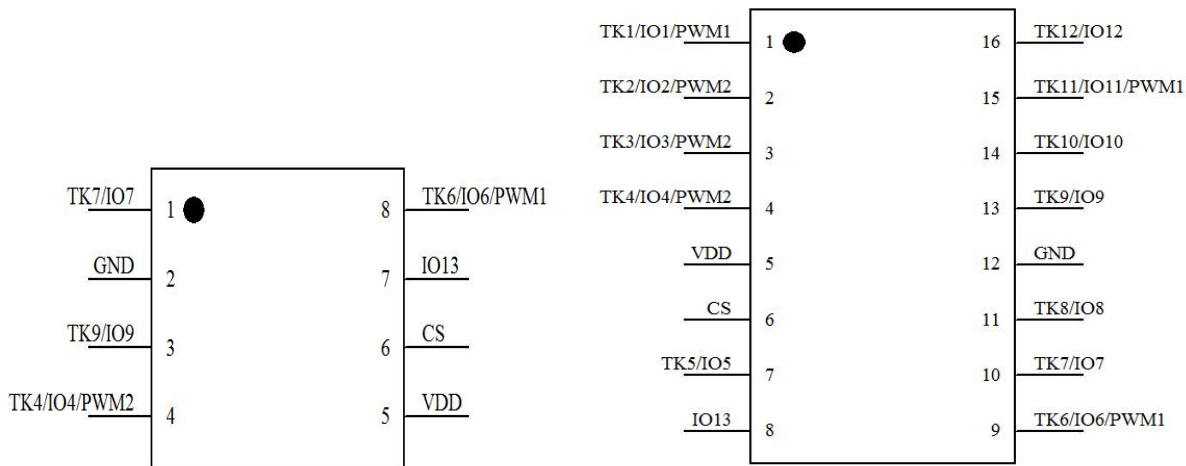 TK7/IO7 1 8 TK6/IO6/PWM1
GND 2 7 IO13
TK9/IO9 3 6 CS
TK4/IO4/PWM2 4 5 VDD
TK1/IO1/PWM1 1 16 TK12/IO12
TK2/IO2/PWM2 2 15 TK11/IO11/PWM1
TK3/IO3/PWM2 3 14 TK10/IO10
TK4/IO4/PWM2 4 13 TK9/IO9
VDD 5 12 GND
CS 6 11 TK8/IO8
TK5/IO5 7 10 TK7/IO7
IO13 8 9 TK6/IO6/PWM1